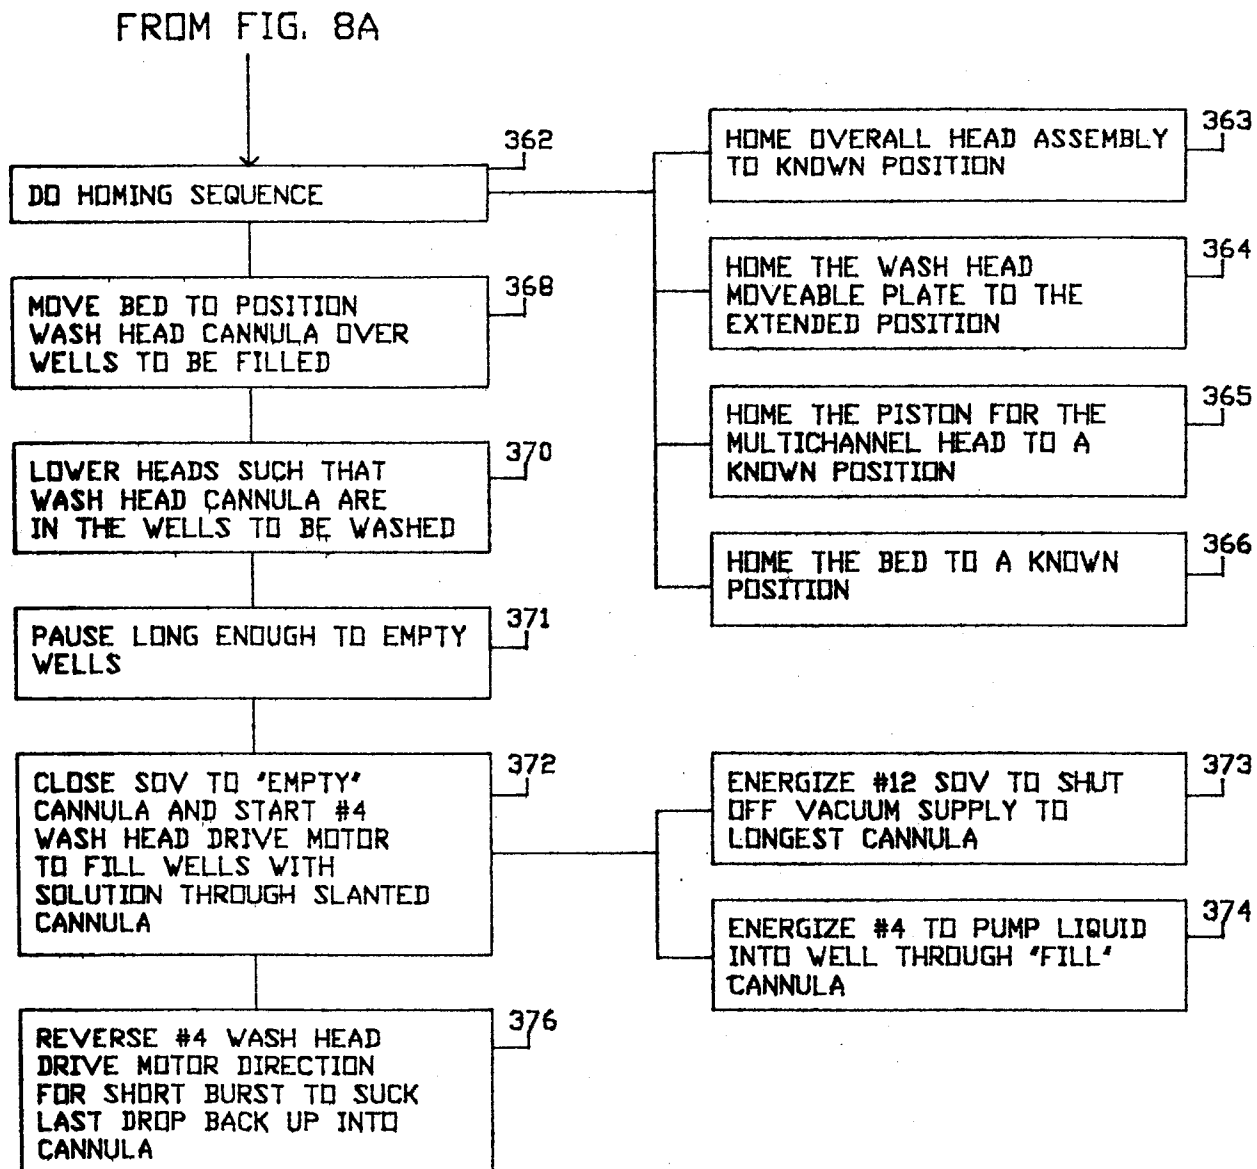 FROM FIG. 8A
362
DO HOMING SEQUENCE
363
HOME OVERALL HEAD ASSEMBLY
TO KNOWN POSITION
364
HOME THE WASH HEAD
MOVEABLE PLATE TO THE
EXTENDED POSITION
365
HOME THE PISTON FOR THE
MULTICHANNEL HEAD TO A
KNOWN POSITION
366
HOME THE BED TO A KNOWN
POSITION
368
MOVE BED TO POSITION
WASH HEAD CANNULA OVER
WELLS TO BE FILLED
370
LOWER HEADS SUCH THAT
WASH HEAD CANNULA ARE
IN THE WELLS TO BE WASHED
371
PAUSE LONG ENOUGH TO EMPTY
WELLS
372
CLOSE SOV TO "EMPTY"
CANNULA AND START #4
WASH HEAD DRIVE MOTOR
TO FILL WELLS WITH
SOLUTION THROUGH SLANTED
CANNULA
373
ENERGIZE #12 SOV TO SHUT
OFF VACUUM SUPPLY TO
LONGEST CANNULA
374
ENERGIZE #4 TO PUMP LIQUID
INTO WELL THROUGH "FILL"
CANNULA
376
REVERSE #4 WASH HEAD
DRIVE MOTOR DIRECTION
FOR SHORT BURST TO SUCK
LAST DROP BACK UP INTO
CANNULA